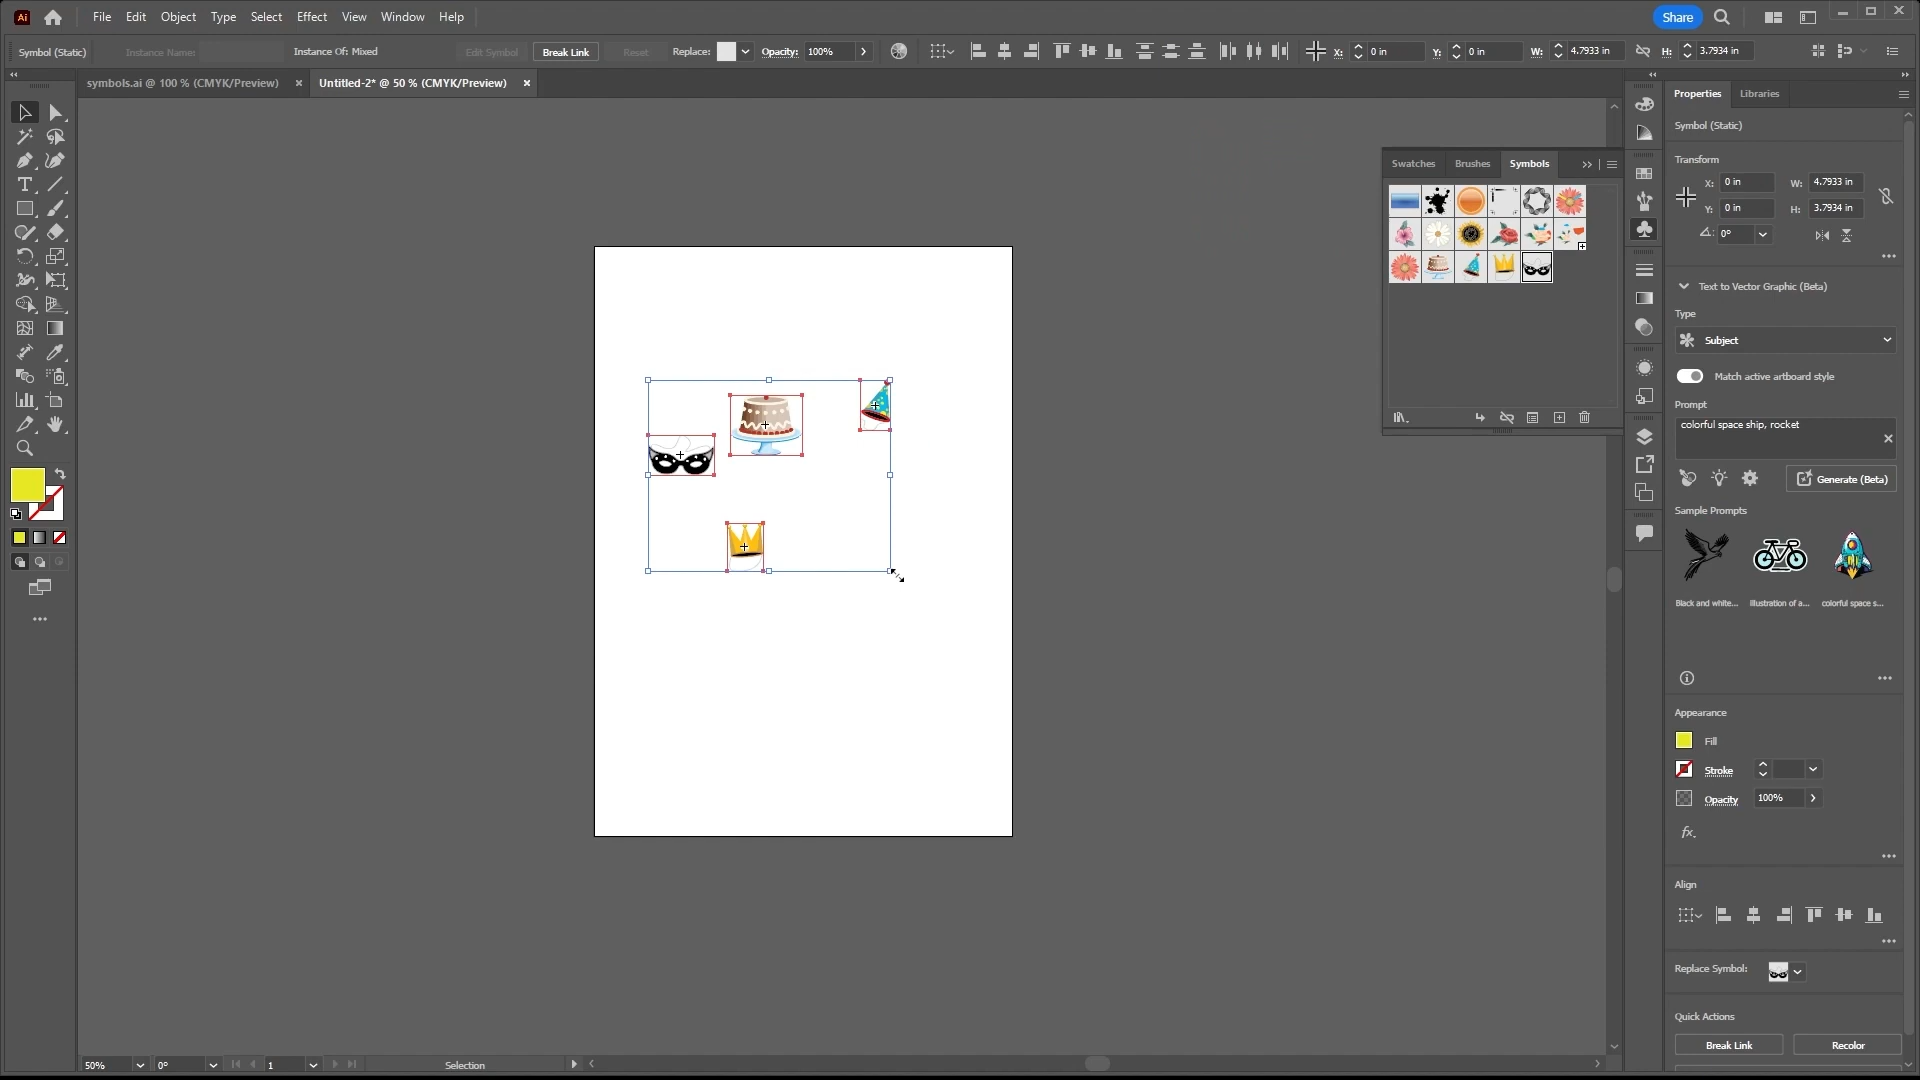 Ai File Edit Object Type Select Effect View Window Help Share
Symbol (Static) Instance Name: Instance Of: Mixed Edit Symbol Break Link Reset Replace: Opacity: 100% X: 0 in Y: 0 in W: 4.7933 in H: 3.7934 in
symbols.ai @ 100 % (CMYK/Preview) × Untitled-2* @ 50 % (CMYK/Preview) ×
Properties Libraries
Symbol (Static)
Swatches Brushes Symbols
Transform
X: 0 in W: 4.7933 in
Y: 0 in H: 3.7934 in
0°
Text to Vector Graphic (Beta)
Type
Subject
Match active artboard style
Prompt
colorful space ship, rocket
Generate (Beta)
Sample Prompts
Black and white... Illustration of a... colorful space s...
Appearance
Fill
Stroke
Opacity 100%
fx.
Align
Replace Symbol:
Quick Actions
Break Link Recolor
50% 0° 1 Selection